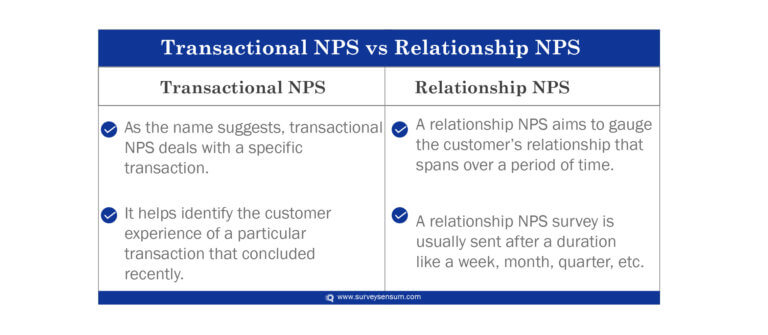 Transactional NPS vs Relationship NPS
Transactional NPS
Relationship NPS
As the name suggests, transactional
NPS deals with a specific
transaction.
It helps identify the customer
experience of a particular
transaction that concluded
recently.
A relationship NPS aims to gauge
the customer’s relationship that
spans over a period of time.
A relationship NPS survey is
usually sent after a duration
like a week, month, quarter, etc.
www.surveysensum.com